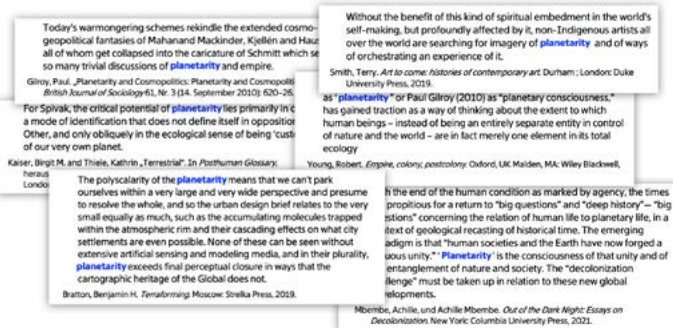 Today's warmongering schemes rekindle the extended cosmo-
geopolitical fantasies of Mahanand Mackinder, Kjellén and Haus
all of whom get collapsed into the caricature of Schmitt which se
so many trivial discussions of planetarity and empire.
Gilroy, Paul. „Planetarity and Cosmopolitics: Planetarity and Cosmopoliti
British Journal of Sociology 61, Nr. 3 (14. September 2010): 620–26.
Without the benefit of this kind of spiritual embedment in the world's
self-making, but profoundly affected by it, non-Indigenous artists all
over the world are searching for imagery of planetarity and of ways
of orchestrating an experience of it.
Smith, Terry. Art to come: histories of contemporary art. Durham ; London: Duke
University Press, 2019.
For Spivak, the critical potential of planetarity lies primarily in c
a mode of identification that does not define itself in opposition
Other, and only obliquely in the ecological sense of being 'custo
of our very own planet.
Kaiser, Birgit M. and Thiele, Kathrin „Terrestrial". In Posthuman Glossary,
heraus
Londo
as 'planetarity" or Paul Gilroy (2010) as "planetary consciousness,"
has gained traction as a way of thinking about the extent to which
human beings – instead of being an entirely separate entity in control
of nature and the world – are in fact merely one element in its total
ecology
Young, Robert. Empire, colony, postcolony. Oxford, UK Malden, MA: Wiley Blackwell,
The polyscalarity of the planetarity means that we can't park
ourselves within a very large and very wide perspective and presume
to resolve the whole, and so the urban design brief relates to the very
small equally as much, such as the accumulating molecules trapped
within the atmospheric rim and their cascading effects on what city
settlements are even possible. None of these can be seen without
extensive artificial sensing and modeling media, and in their plurality,
planetarity exceeds final perceptual closure in ways that the
cartographic heritage of the Global does not.
Bratton, Benjamin H. Terraforming. Moscow: Strelka Press, 2019.
h the end of the human condition as marked by agency, the times
propitious for a return to "big questions" and "deep history"— "big
estions" concerning the relation of human life to planetary life, in a
text of geological recasting of historical time. The emerging
adigm is that "human societies and the Earth have now forged a
uous unity." 'Planetarity' is the consciousness of that unity and of
entanglement of nature and society. The "decolonization
llenge" must be taken up in relation to these new global
velopments.
Mbembe, Achille, und Achille Mbembe. Out of the Dark Night: Essays on
Decolonization. New York: Columbia University Press, 2021.